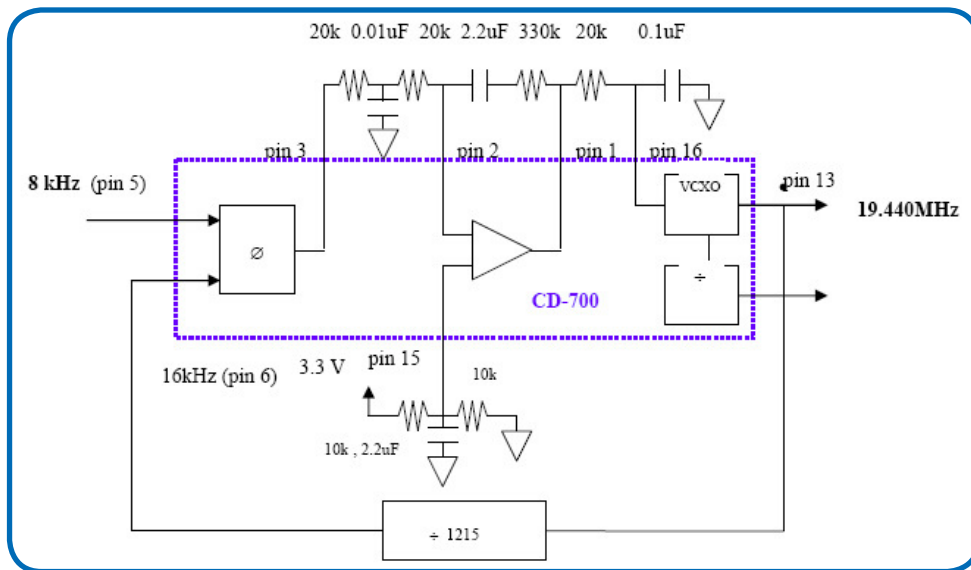 20k 0.01uF 20k 2.2uF 330k 20k 0.1uF
pin 3 pin 2 pin 1 pin 16
8 kHz (pin 5)
VCXO
pin 13
19.440MHz
∅
÷
CD-700
16kHz (pin 6) 3.3 V pin 15
10k
10k , 2.2uF
÷ 1215